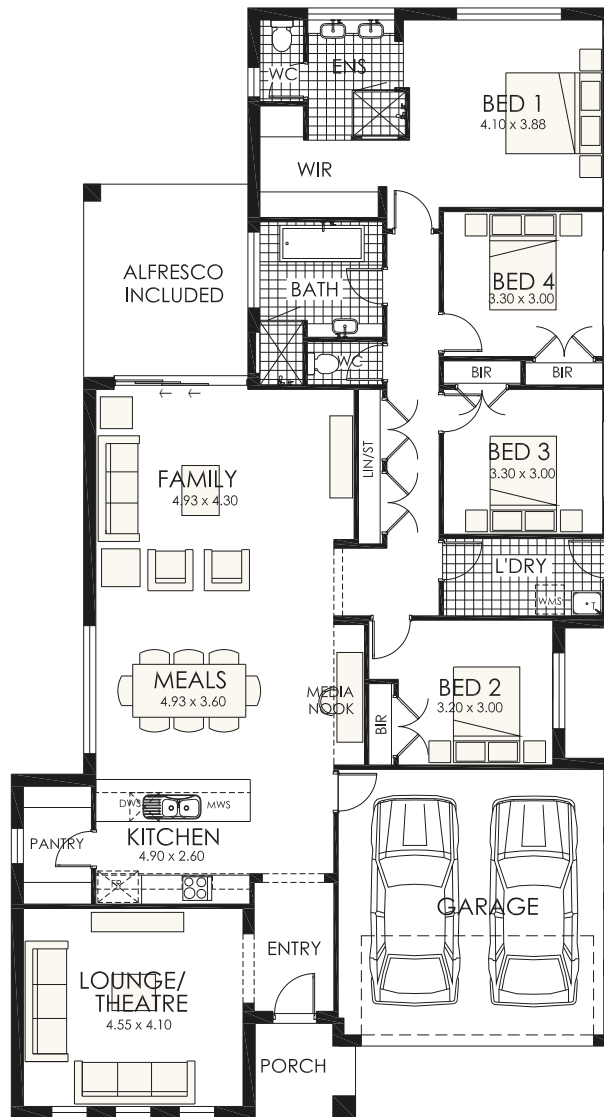 WC
ENS
BED 1
4.10 x 3.88
WIR
ALFRESCO
INCLUDED
BATH
BED 4
3.30 x 3.00
WC
BIR
BIR
FAMILY
4.93 x 4.30
LIN/ST
BED 3
3.30 x 3.00
L'DRY
WMS
T
MEALS
4.93 x 3.60
MEDIA
NOOK
BED 2
3.20 x 3.00
BIR
DWS
MWS
PANTRY
KITCHEN
4.90 x 2.60
FR
GARAGE
ENTRY
LOUNGE/
THEATRE
4.55 x 4.10
PORCH